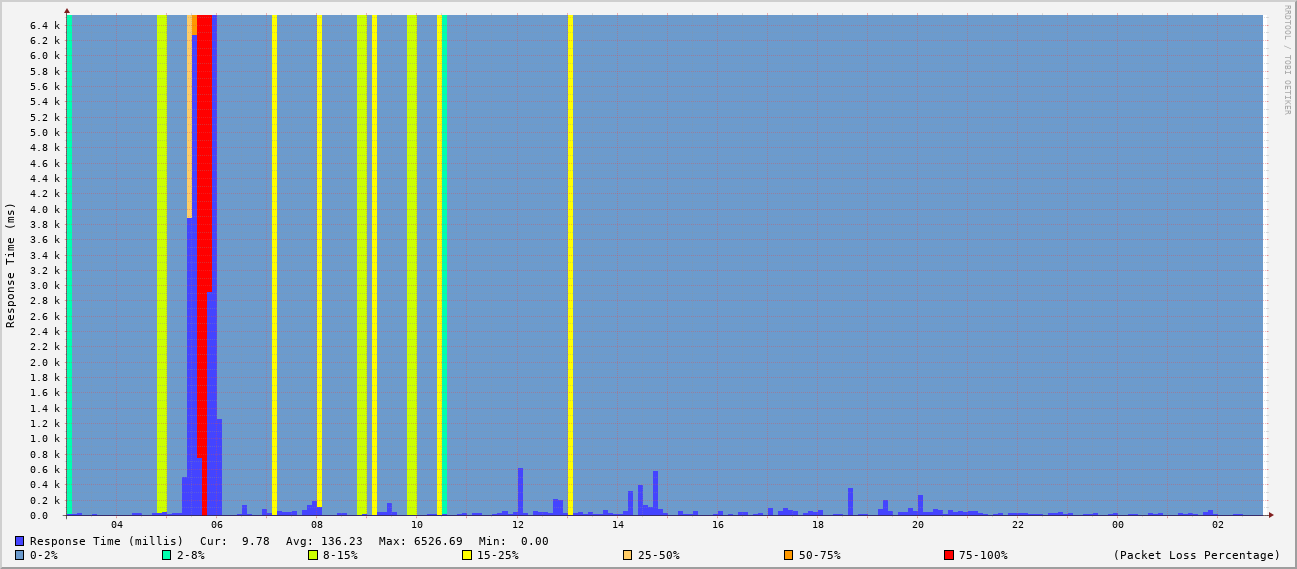 RRDTOOL / TOBI OETIKER
Response Time (ms)
6.4 k
6.2 k
6.0 k
5.8 k
5.6 k
5.4 k
5.2 k
5.0 k
4.8 k
4.6 k
4.4 k
4.2 k
4.0 k
3.8 k
3.6 k
3.4 k
3.2 k
3.0 k
2.8 k
2.6 k
2.4 k
2.2 k
2.0 k
1.8 k
1.6 k
1.4 k
1.2 k
1.0 k
0.8 k
0.6 k
0.4 k
0.2 k
0.0
04 06 08 10 12 14 16 18 20 22 00 02
Response Time (millis) Cur: 9.78 Avg: 136.23 Max: 6526.69 Min: 0.00
0-2% 2-8% 8-15% 15-25% 25-50% 50-75% 75-100% (Packet Loss Percentage)